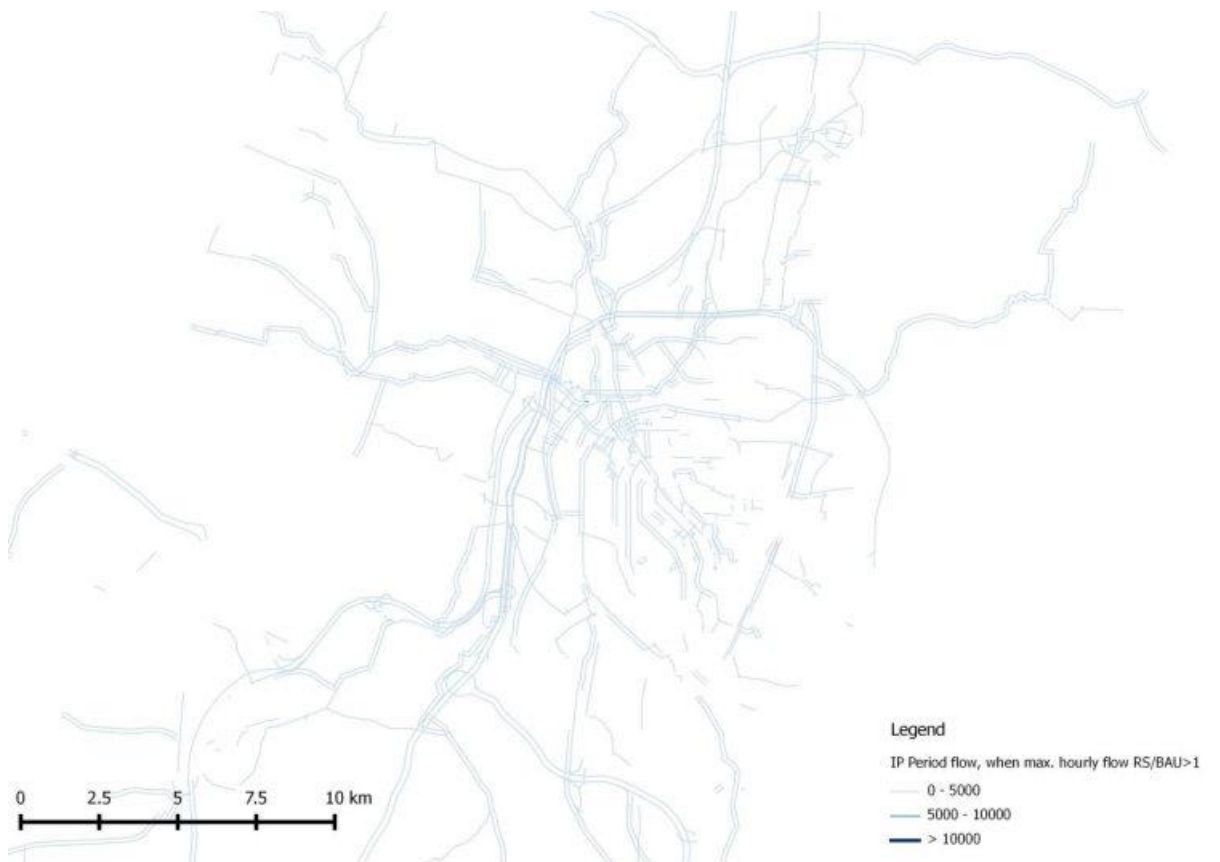 Legend
IP Period flow, when max. hourly flow RS/BAU>1
0 - 5000
5000 - 10000
> 10000
0 2.5 5 7.5 10 km